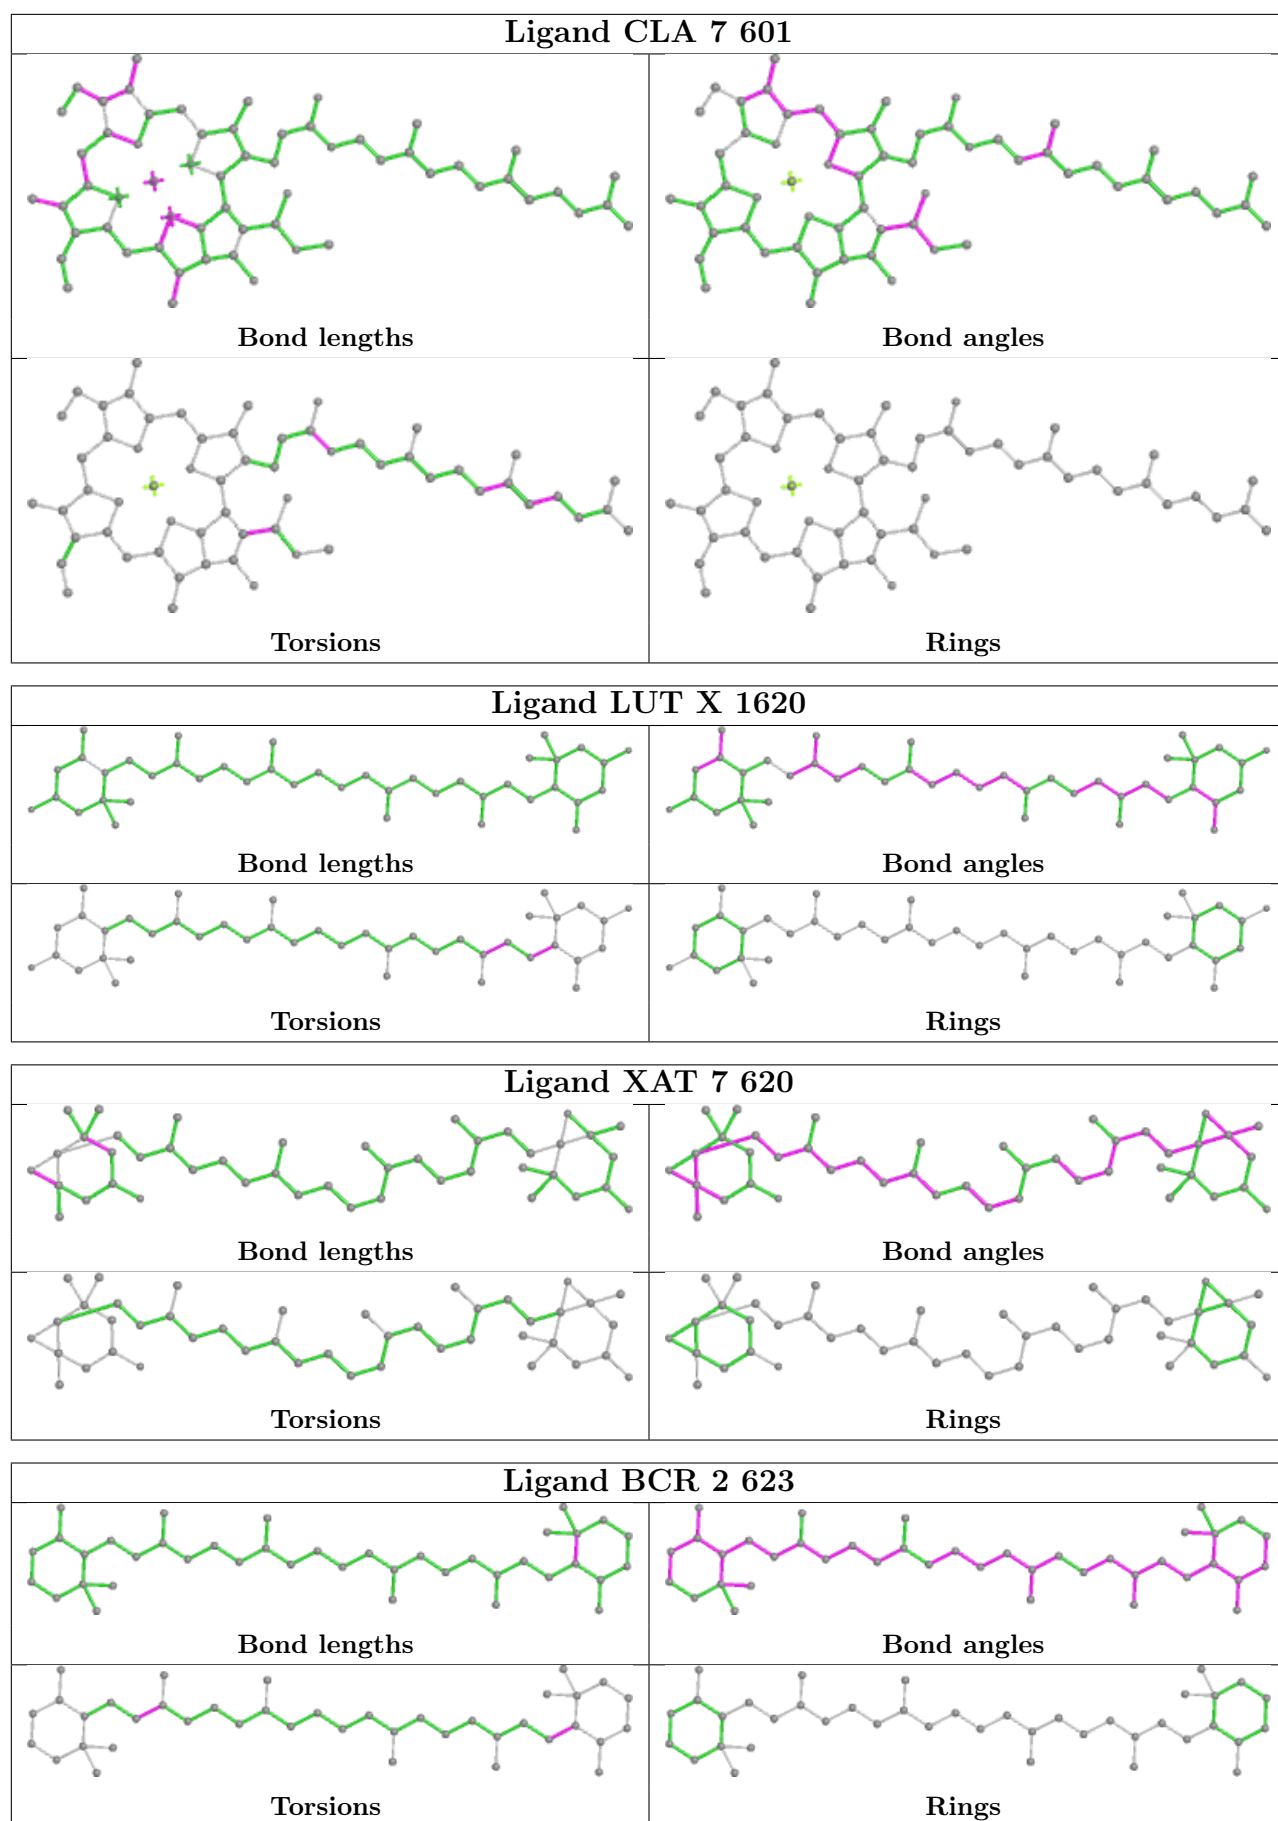 Ligand CLA 7 601
Bond lengths
Bond angles
Torsions
Rings
Ligand LUT X 1620
Bond lengths
Bond angles
Torsions
Rings
Ligand XAT 7 620
Bond lengths
Bond angles
Torsions
Rings
Ligand BCR 2 623
Bond lengths
Bond angles
Torsions
Rings